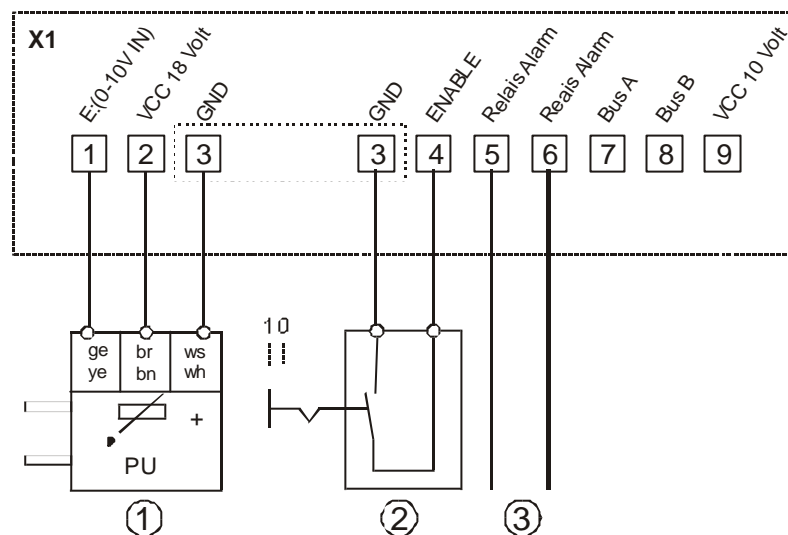 X1
E:(0-10V IN)
VCC 18 Volt
GND
GND
ENABLE
Relais Alarm
Reais Alarm
Bus A
Bus B
VCC 10 Volt
1 2 3 3 4 5 6 7 8 9
1 0
ge br ws
ye bn wh
P +
PU
1 2 3